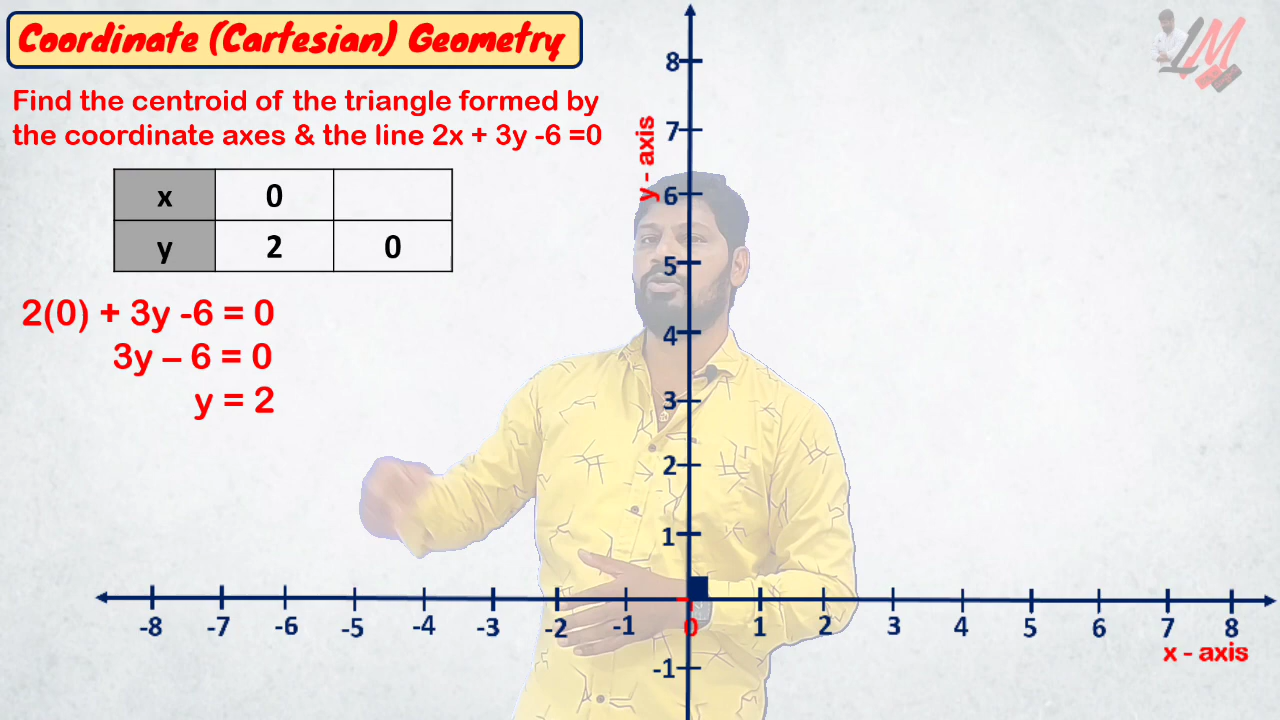 Coordinate (Cartesian) Geometry
LM
Find the centroid of the triangle formed by
the coordinate axes & the line 2x + 3y -6 =0
x 0
y 2 0
2(0) + 3y -6 = 0
3y – 6 = 0
y = 2
y - axis
8
7
6
5
4
3
2
1
-8 -7 -6 -5 -4 -3 -2 -1 0 1 2 3 4 5 6 7 8
x - axis
-1